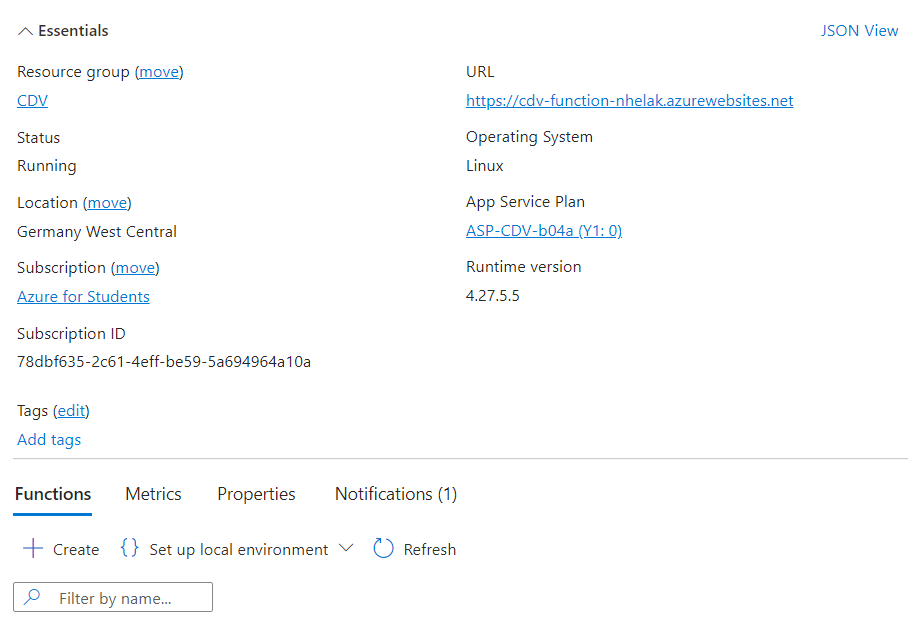 Essentials
JSON View
Resource group (move)
CDV
Status
Running
Location (move)
Germany West Central
Subscription (move)
Azure for Students
Subscription ID
78dbf635-2c61-4eff-be59-5a694964a10a
URL
https://cdv-function-nhelak.azurewebsites.net
Operating System
Linux
App Service Plan
ASP-CDV-b04a (Y1: 0)
Runtime version
4.27.5.5
Tags (edit)
Add tags
Functions Metrics Properties Notifications (1)
Create {} Set up local environment Refresh
Filter by name...